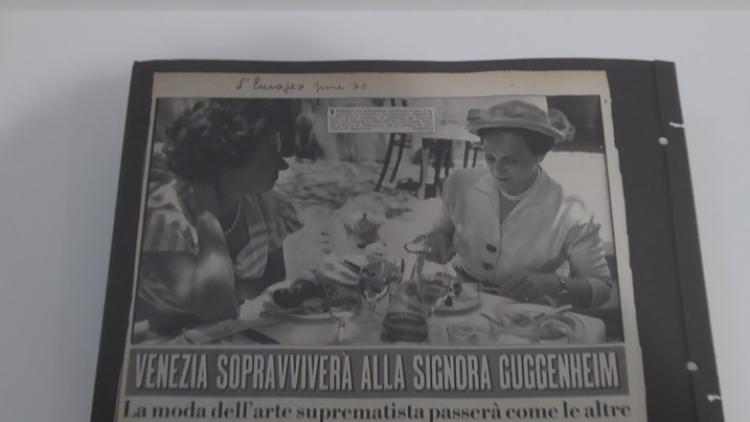 L'Europeo June 20
VENEZIA SOPRAVVIVERÀ ALLA SIGNORA GUGGENHEIM
La moda dell'arte suprematista passerà come le altre